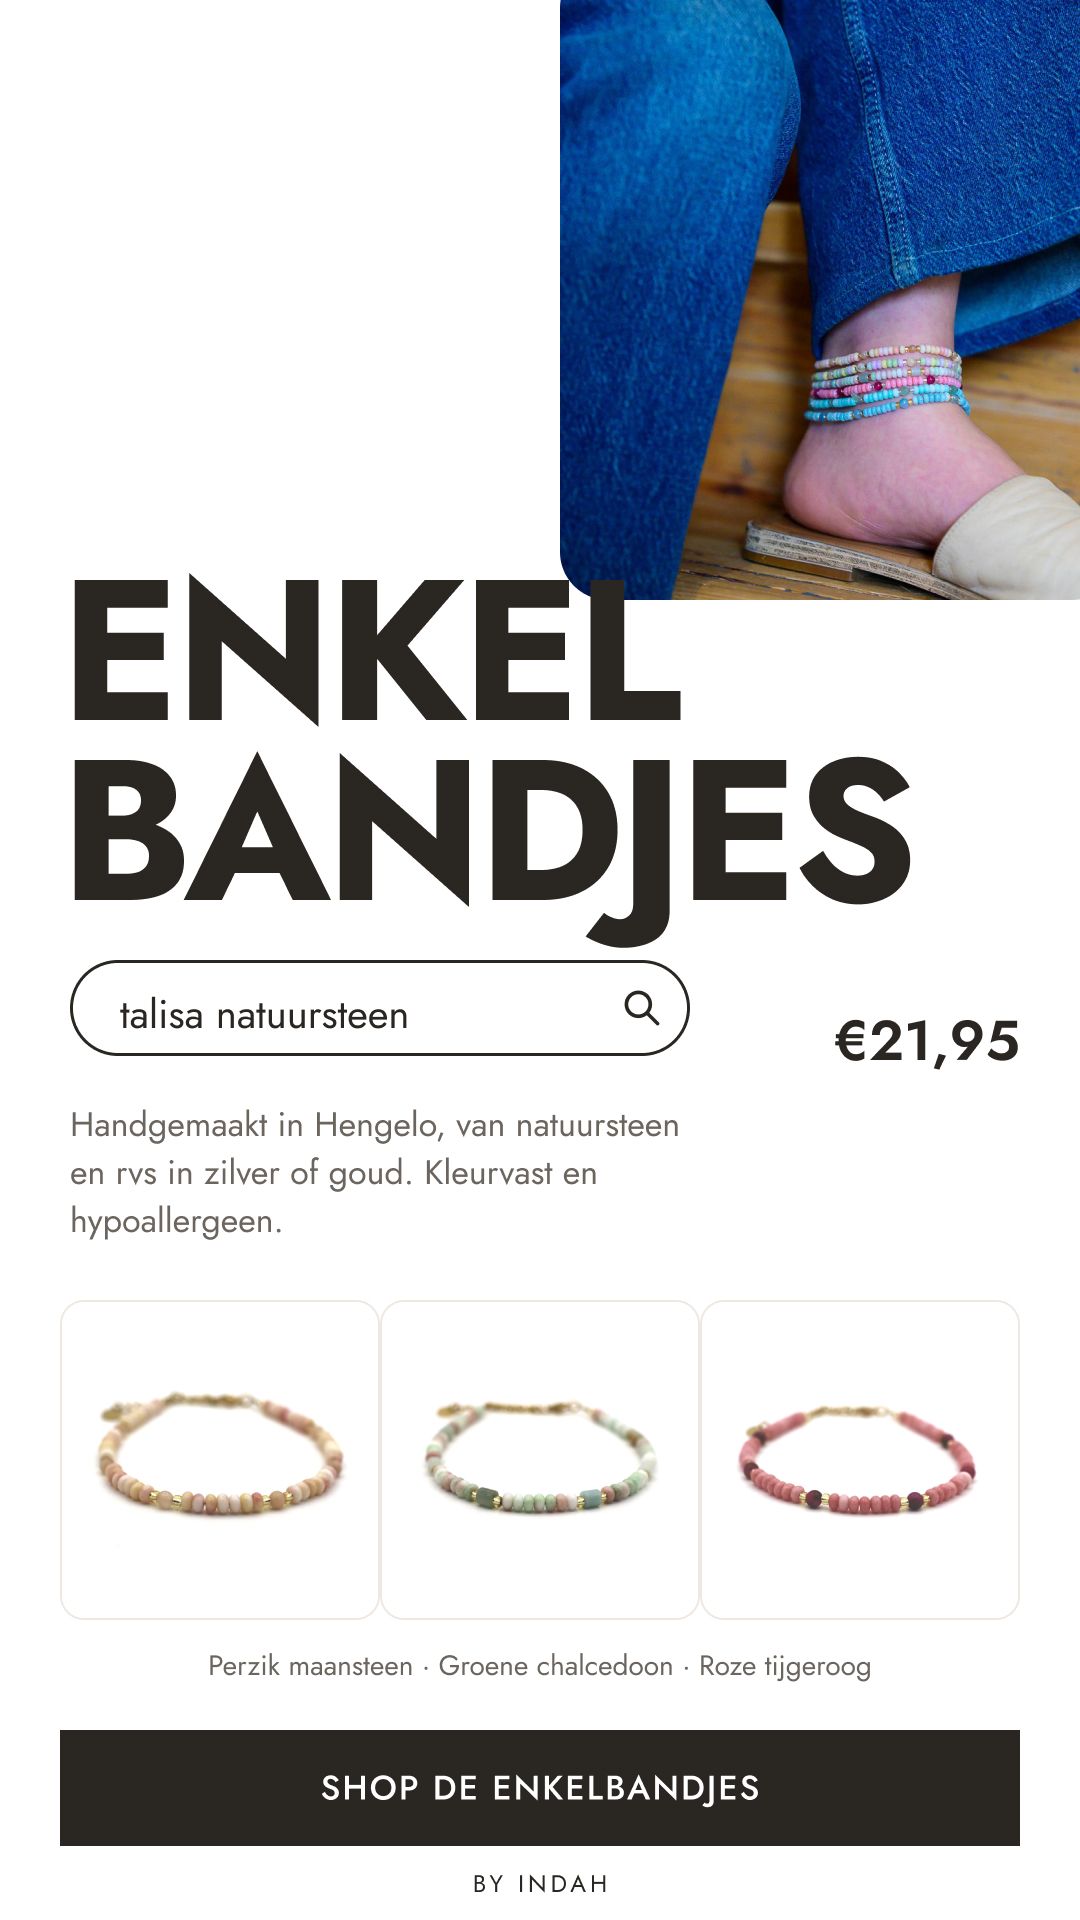 ENKEL
BANDJES
talisa natuursteen
€21,95
Handgemaakt in Hengelo, van natuursteen
en rvs in zilver of goud. Kleurvast en
hypoallergeen.
Perzik maansteen · Groene chalcedoon · Roze tijgeroog
SHOP DE ENKELBANDJES
BY INDAH